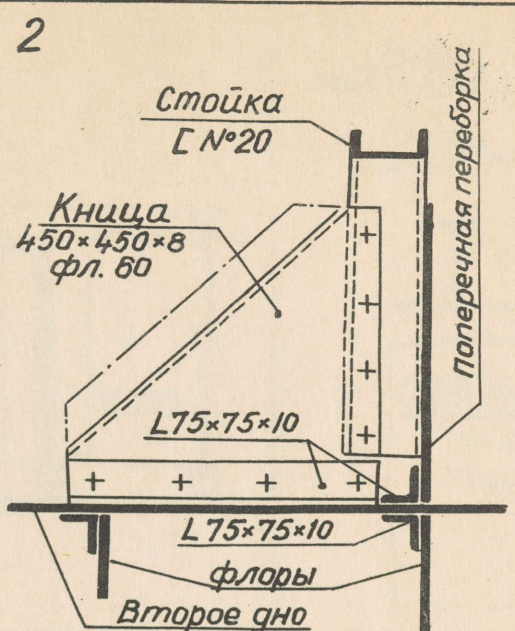 2
Стойка
[ №20
Поперечная переборка
Кница
450×450×8
фл. 60
L75×75×10
L75×75×10
флоры
Второе дно